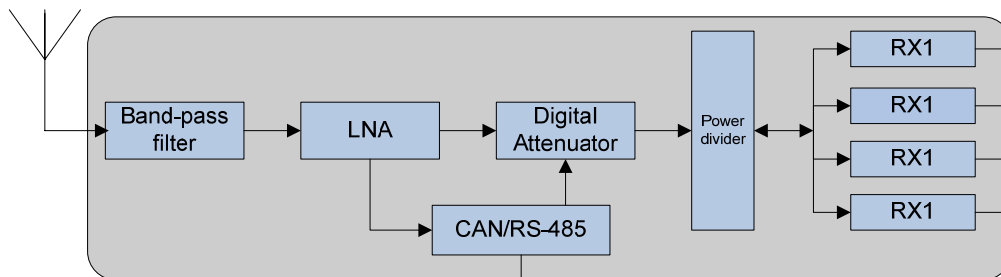 Band-pass
filter
LNA
Digital
Attenuator
Power
divider
RX1
RX1
RX1
RX1
CAN/RS-485